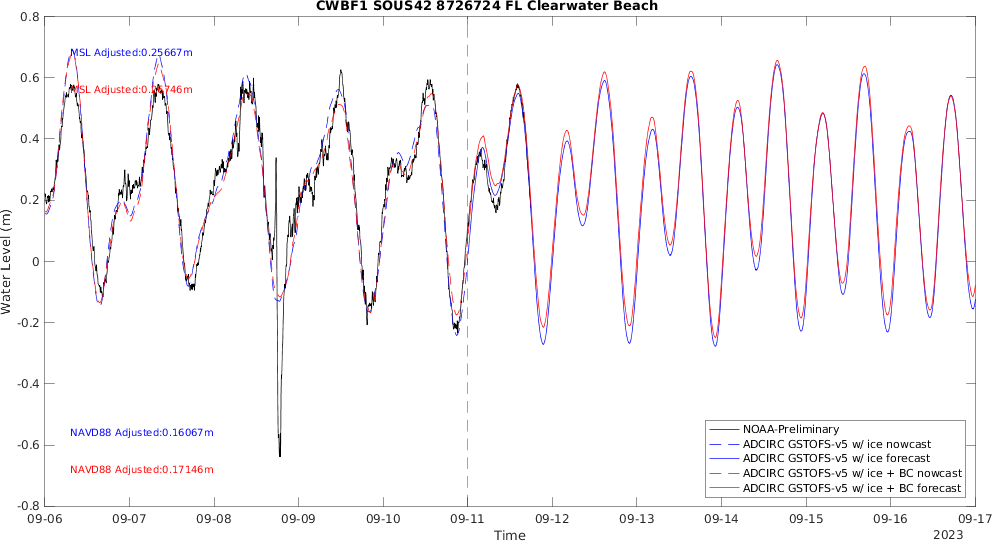 CWBF1 SOUS42 8726724 FL Clearwater Beach
0.8
0.6
0.4
0.2
0
-0.2
-0.4
-0.6
-0.8
Water Level (m)
MSL Adjusted:0.25667m
MSL
NAVD88 Adjusted:0.16067m
NAVD88 Adjusted:0.17146m
NOAA-Preliminary
ADCIRC GSTOFS-v5 w/ ice nowcast
ADCIRC GSTOFS-v5 w/ ice forecast
ADCIRC GSTOFS-v5 w/ ice + BC nowcast
ADCIRC GSTOFS-v5 w/ ice + BC forecast
09-06
09-07
09-08
09-09
09-10
09-11
09-12
09-13
09-14
09-15
09-16
09-17
Time
2023